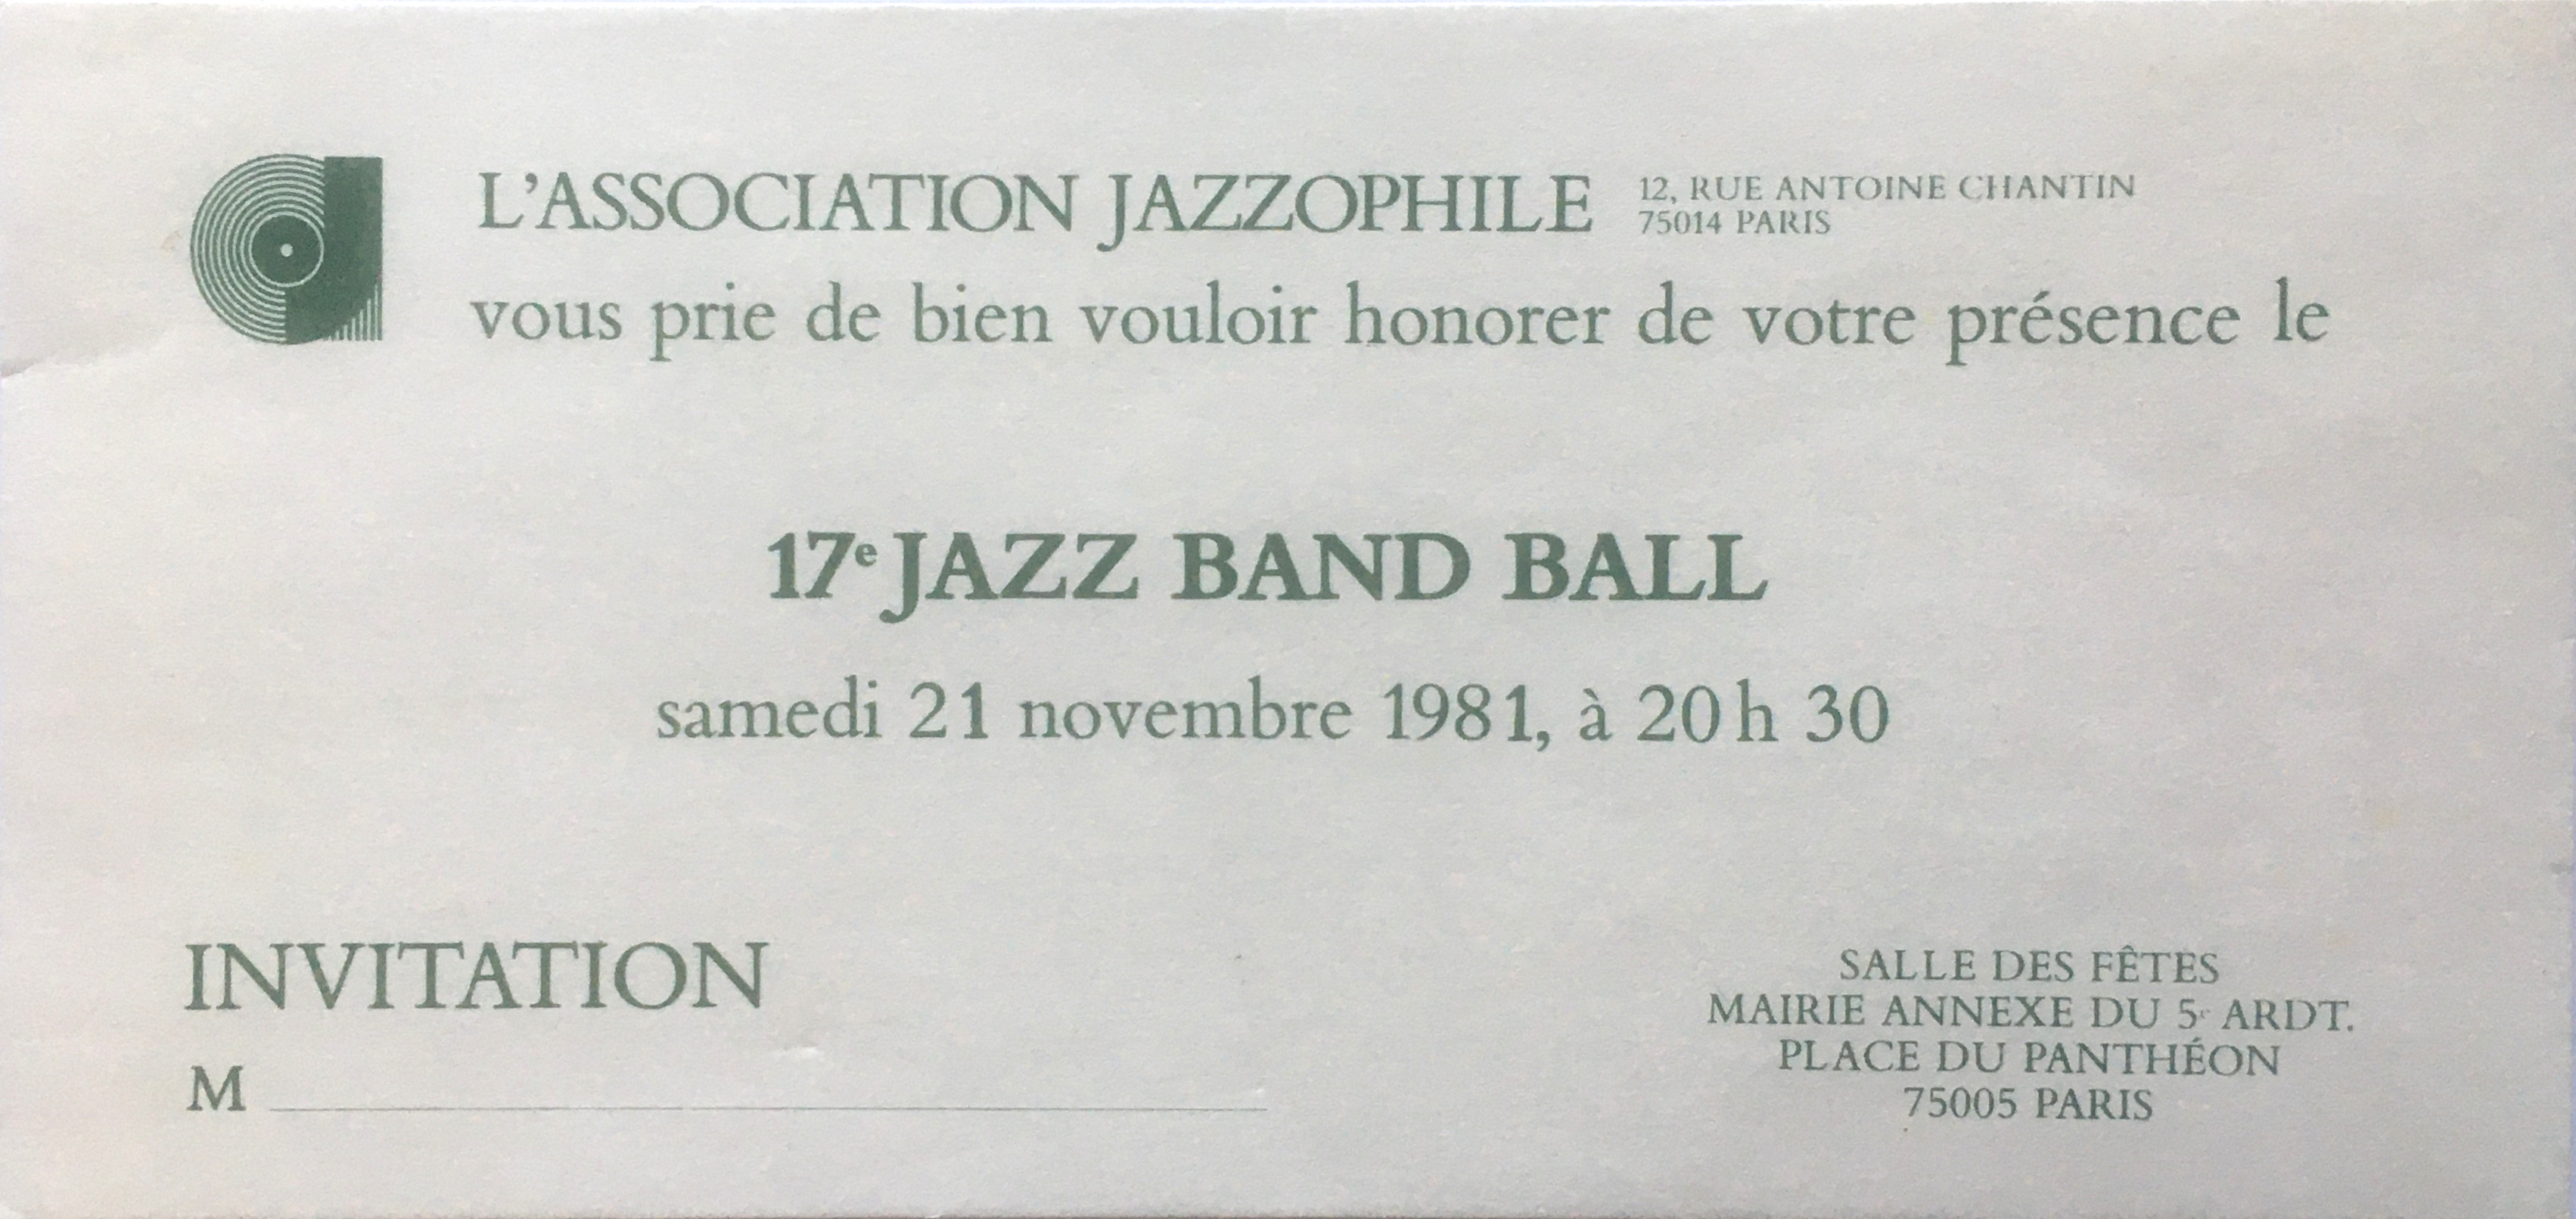 L'ASSOCIATION JAZZOPHILE
12, RUE ANTOINE CHANTIN
75014 PARIS
vous prie de bien vouloir honorer de votre présence le
17e JAZZ BAND BALL
samedi 21 novembre 1981, à 20 h 30
INVITATION
M
SALLE DES FÊTES
MAIRIE ANNEXE DU 5e ARDT.
PLACE DU PANTHÉON
75005 PARIS